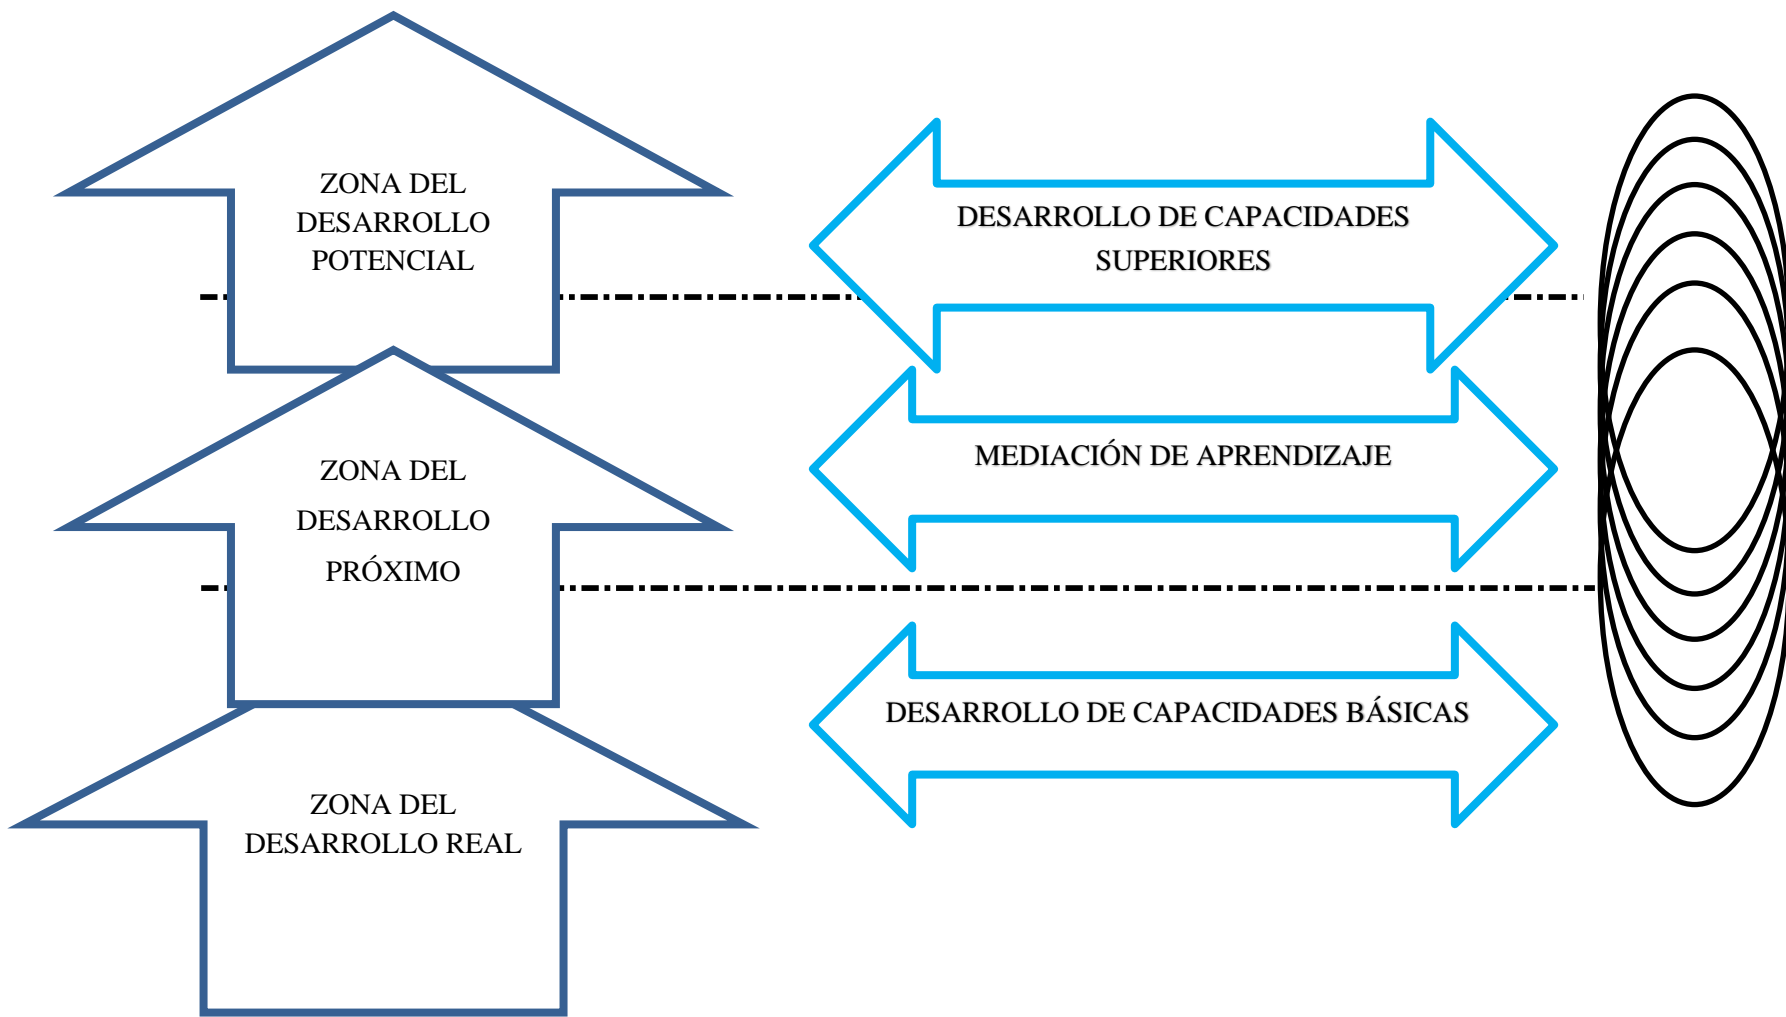 ZONA DEL
DESARROLLO
POTENCIAL
DESARROLLO DE CAPACIDADES
SUPERIORES
ZONA DEL
DESARROLLO
PRÓXIMO
MEDIACIÓN DE APRENDIZAJE
ZONA DEL
DESARROLLO REAL
DESARROLLO DE CAPACIDADES BÁSICAS